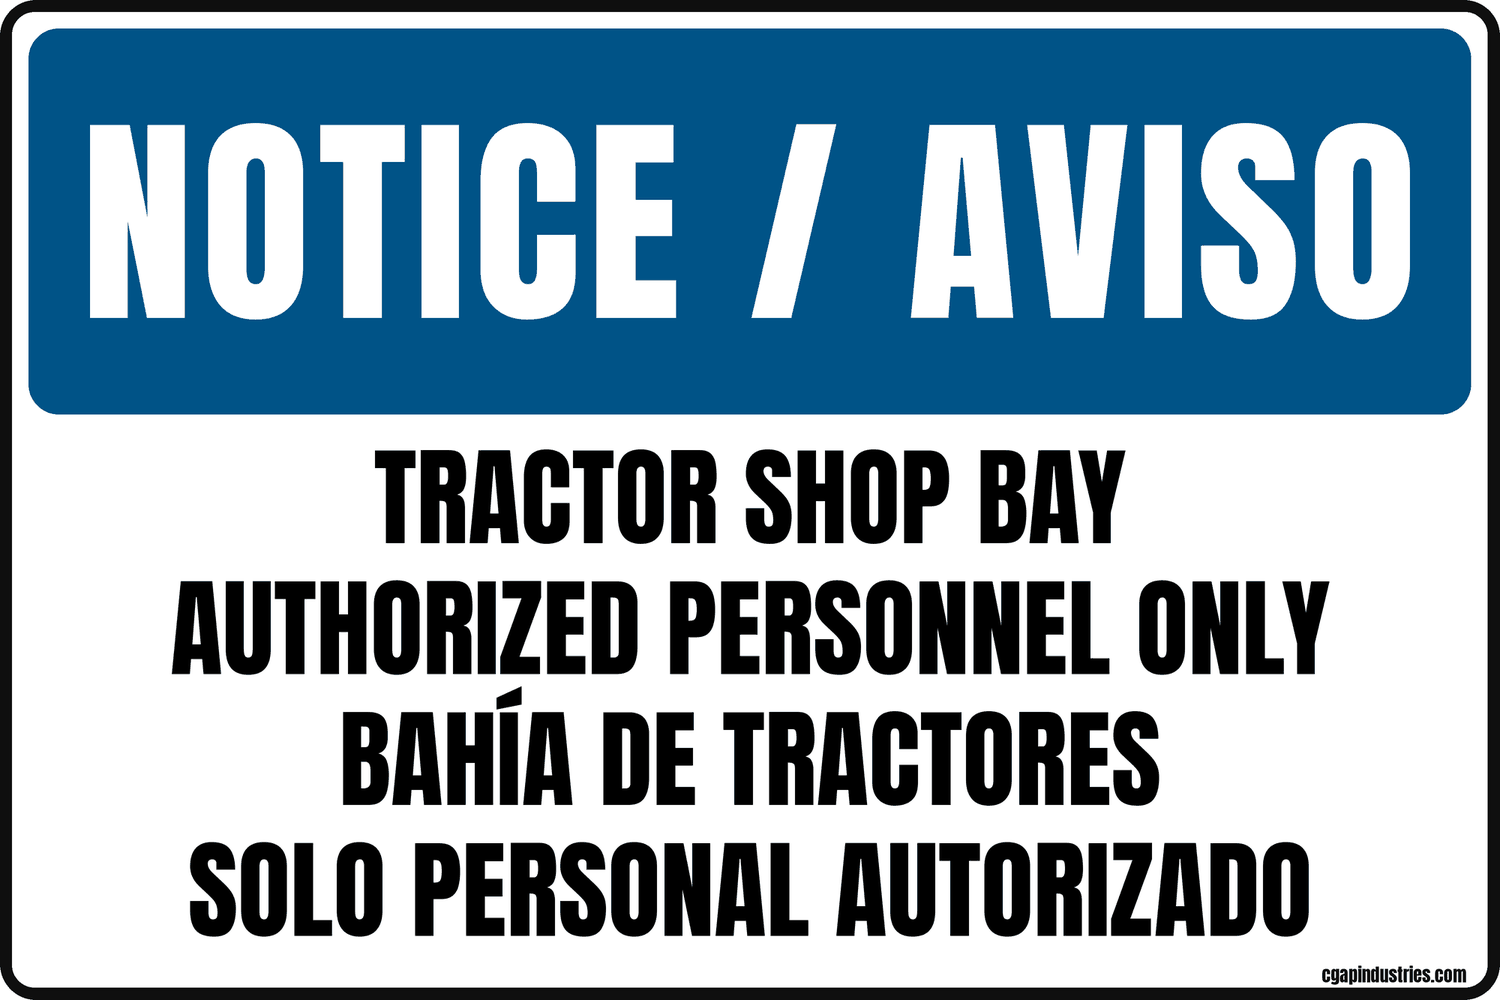 NOTICE / AVISO
TRACTOR SHOP BAY
AUTHORIZED PERSONNEL ONLY
BAHÍA DE TRACTORES
SOLO PERSONAL AUTORIZADO
cgapindustries.com